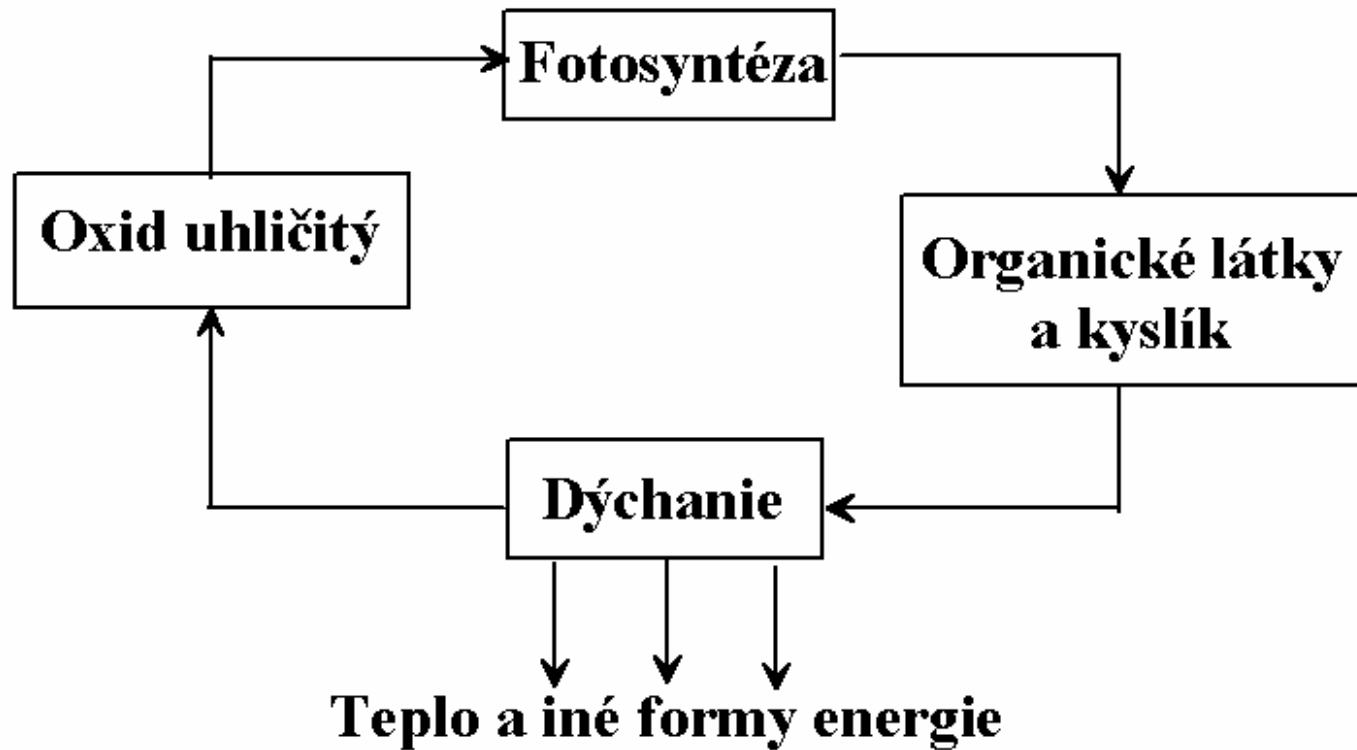 Fotosyntéza
Oxid uhličitý
Organické látky
a kyslík
Dýchanie
Teplo a iné formy energie